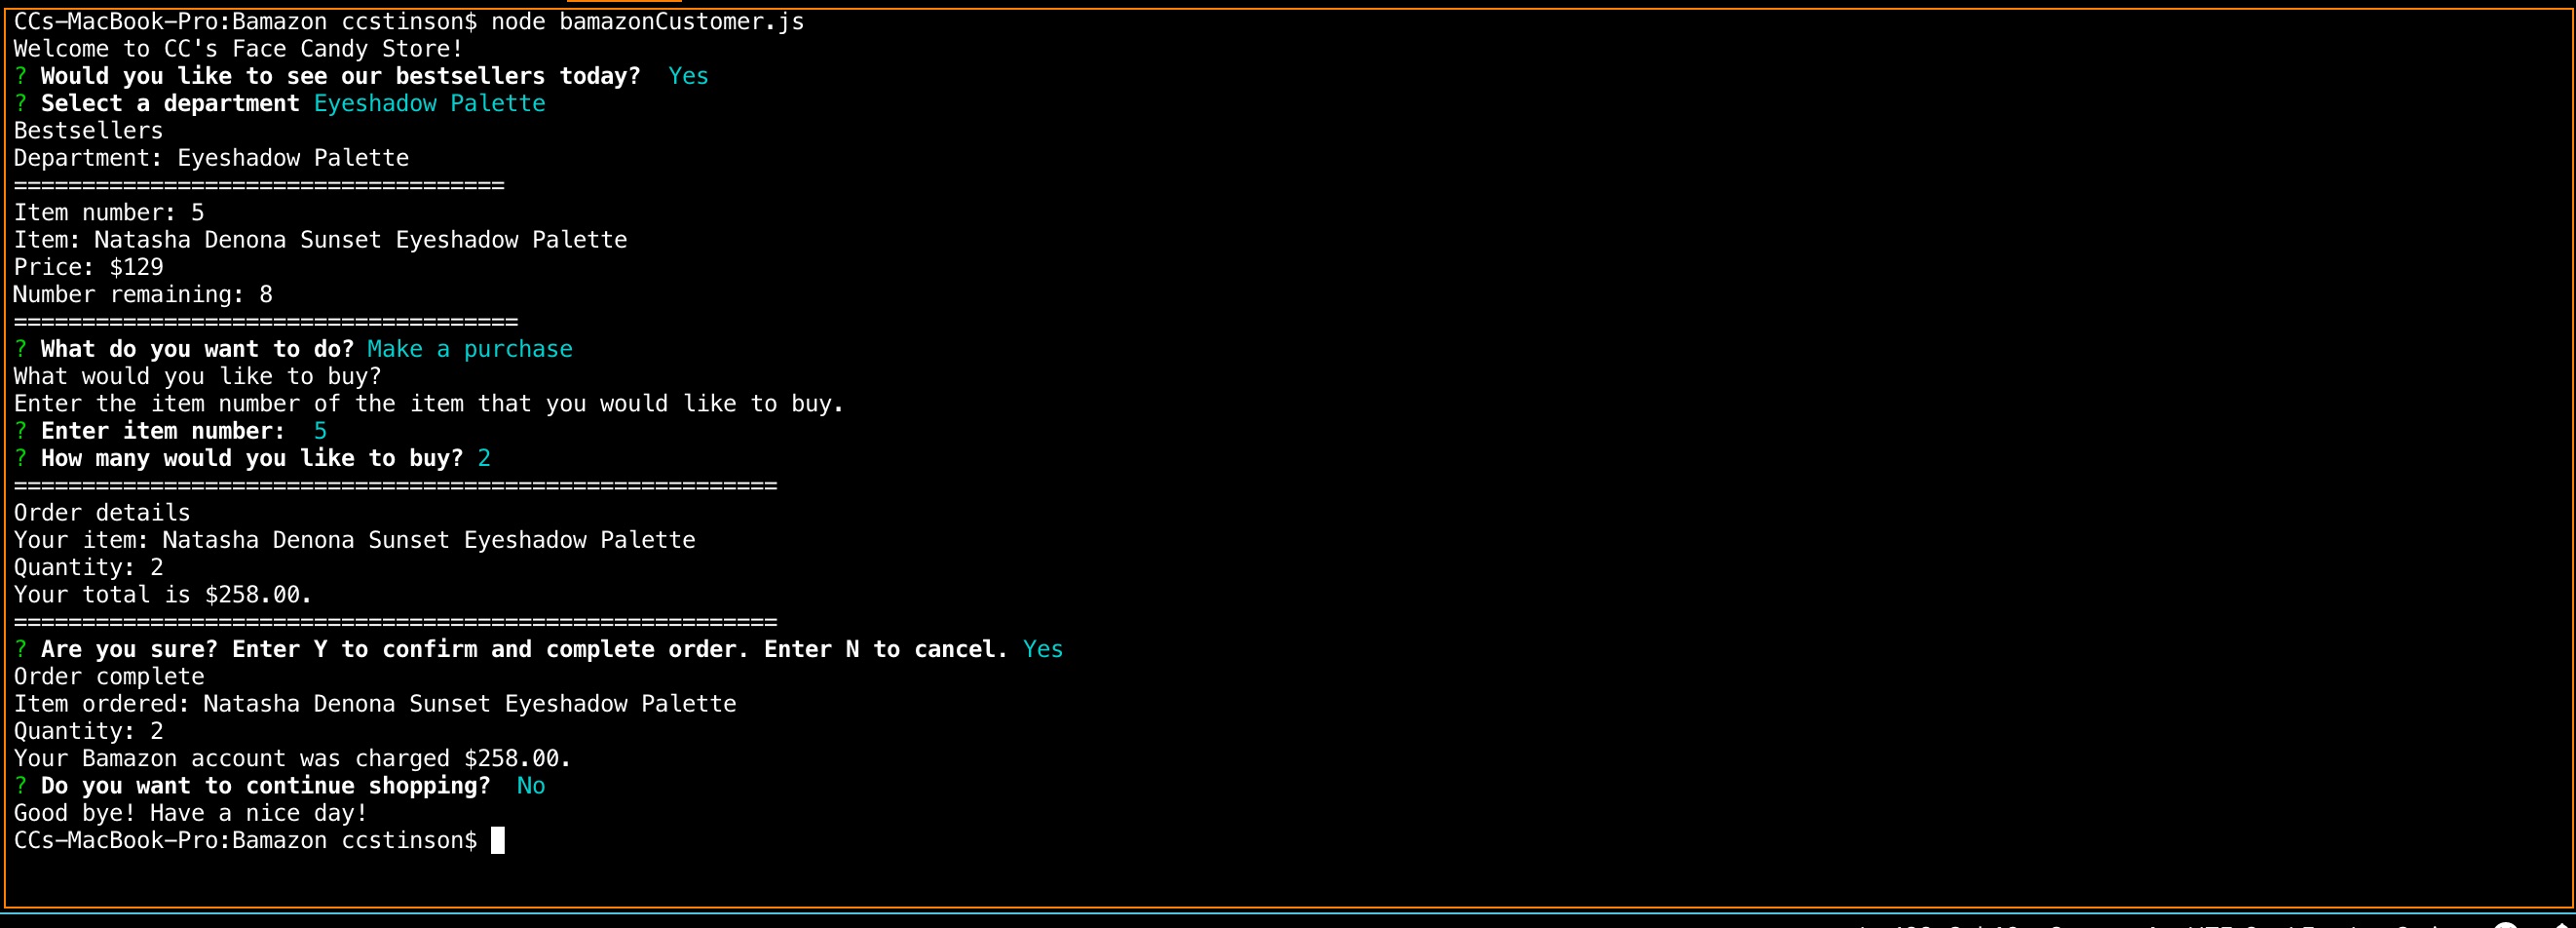 CCs-MacBook-Pro:Bamazon ccstinson$ node bamazonCustomer.js
Welcome to CC's Face Candy Store!
? Would you like to see our bestsellers today?  Yes
? Select a department Eyeshadow Palette
Bestsellers
Department: Eyeshadow Palette
====================================
Item number: 5
Item: Natasha Denona Sunset Eyeshadow Palette
Price: $129
Number remaining: 8
=====================================
? What do you want to do? Make a purchase
What would you like to buy?
Enter the item number of the item that you would like to buy.
? Enter item number:  5
? How many would you like to buy? 2
========================================================
Order details
Your item: Natasha Denona Sunset Eyeshadow Palette
Quantity: 2
Your total is $258.00.
========================================================
? Are you sure? Enter Y to confirm and complete order. Enter N to cancel. Yes
Order complete
Item ordered: Natasha Denona Sunset Eyeshadow Palette
Quantity: 2
Your Bamazon account was charged $258.00.
? Do you want to continue shopping?  No
Good bye! Have a nice day!
CCs-MacBook-Pro:Bamazon ccstinson$